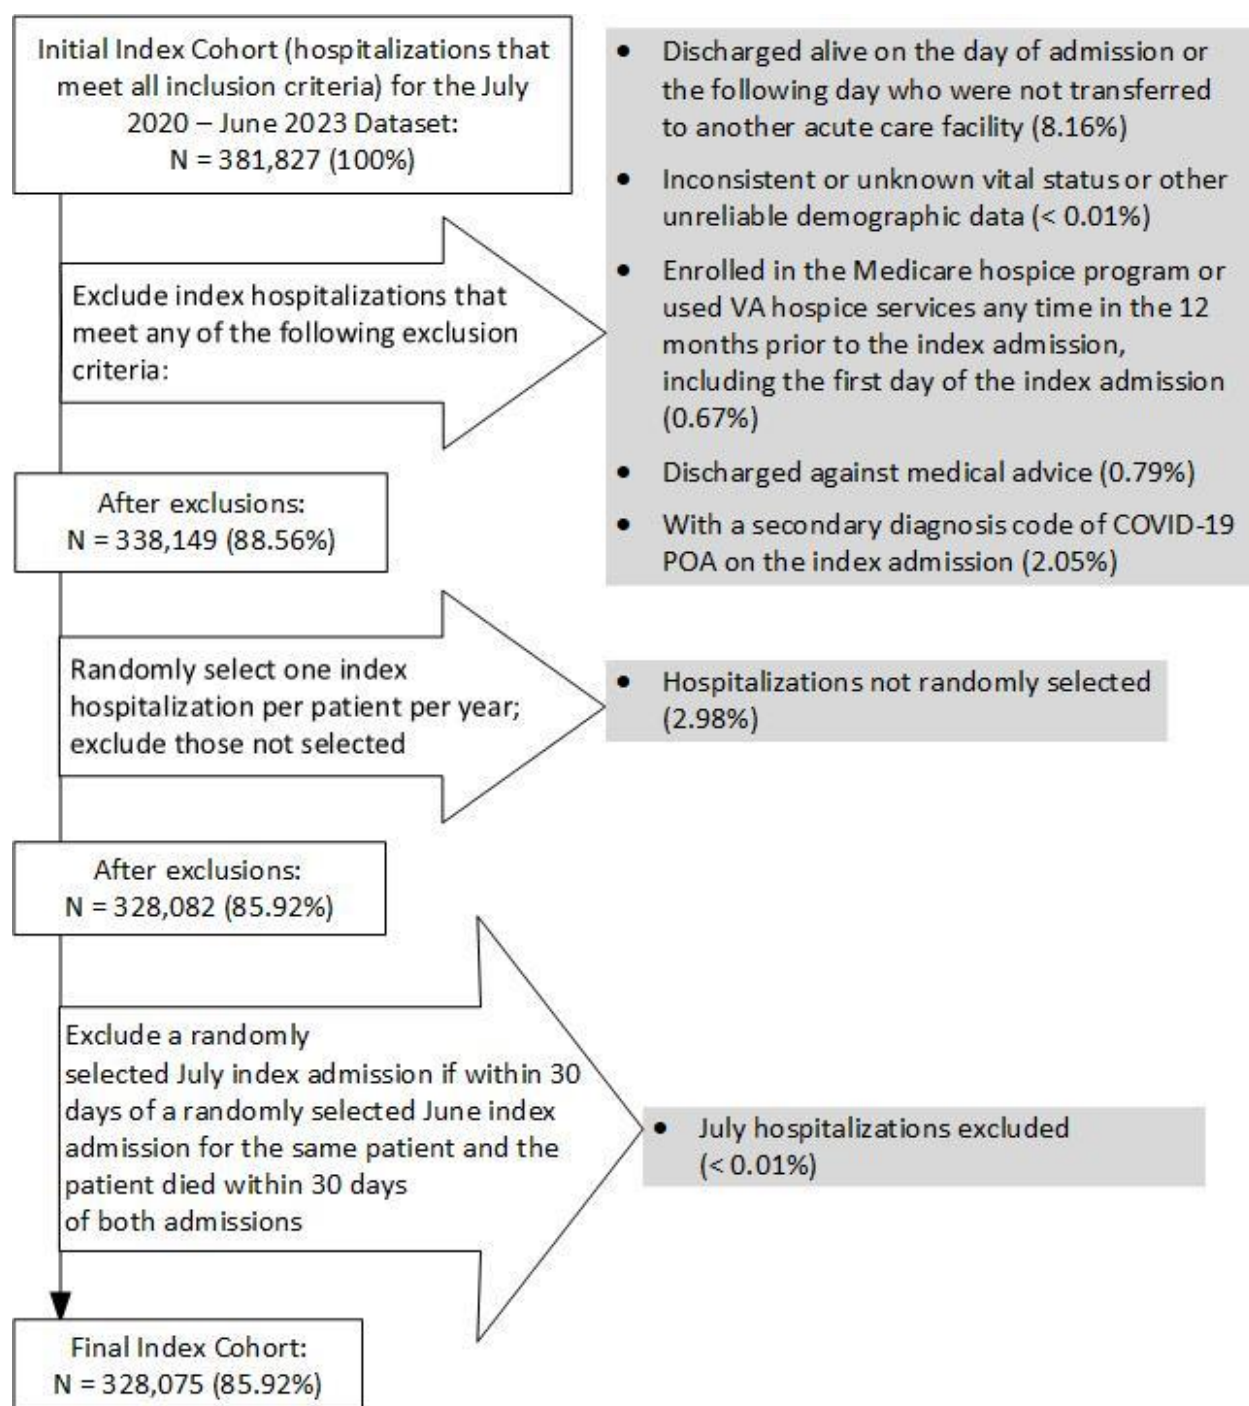 Initial Index Cohort (hospitalizations that
meet all inclusion criteria) for the July
2020 – June 2023 Dataset:
N = 381,827 (100%)
Exclude index hospitalizations that
meet any of the following exclusion
criteria:
• Discharged alive on the day of admission or
the following day who were not transferred
to another acute care facility (8.16%)
• Inconsistent or unknown vital status or other
unreliable demographic data (< 0.01%)
• Enrolled in the Medicare hospice program or
used VA hospice services any time in the 12
months prior to the index admission,
including the first day of the index admission
(0.67%)
• Discharged against medical advice (0.79%)
• With a secondary diagnosis code of COVID-19
POA on the index admission (2.05%)
After exclusions:
N = 338,149 (88.56%)
Randomly select one index
hospitalization per patient per year;
exclude those not selected
• Hospitalizations not randomly selected
(2.98%)
After exclusions:
N = 328,082 (85.92%)
Exclude a randomly
selected July index admission if within 30
days of a randomly selected June index
admission for the same patient and the
patient died within 30 days
of both admissions
• July hospitalizations excluded
(< 0.01%)
Final Index Cohort:
N = 328,075 (85.92%)